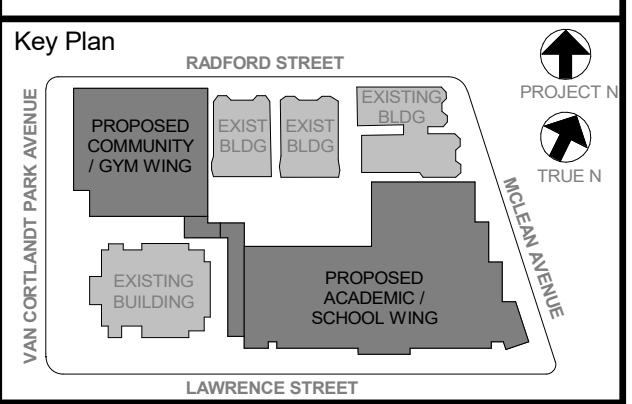 Key Plan
RADFORD STREET
PROJECT N
TRUE N
VAN CORTLANDT PARK AVENUE
PROPOSED
COMMUNITY
/ GYM WING
EXIST
BLDG
EXIST
BLDG
EXISTING
BLDG
MCLEAN AVENUE
EXISTING
BUILDING
PROPOSED
ACADEMIC /
SCHOOL WING
LAWRENCE STREET